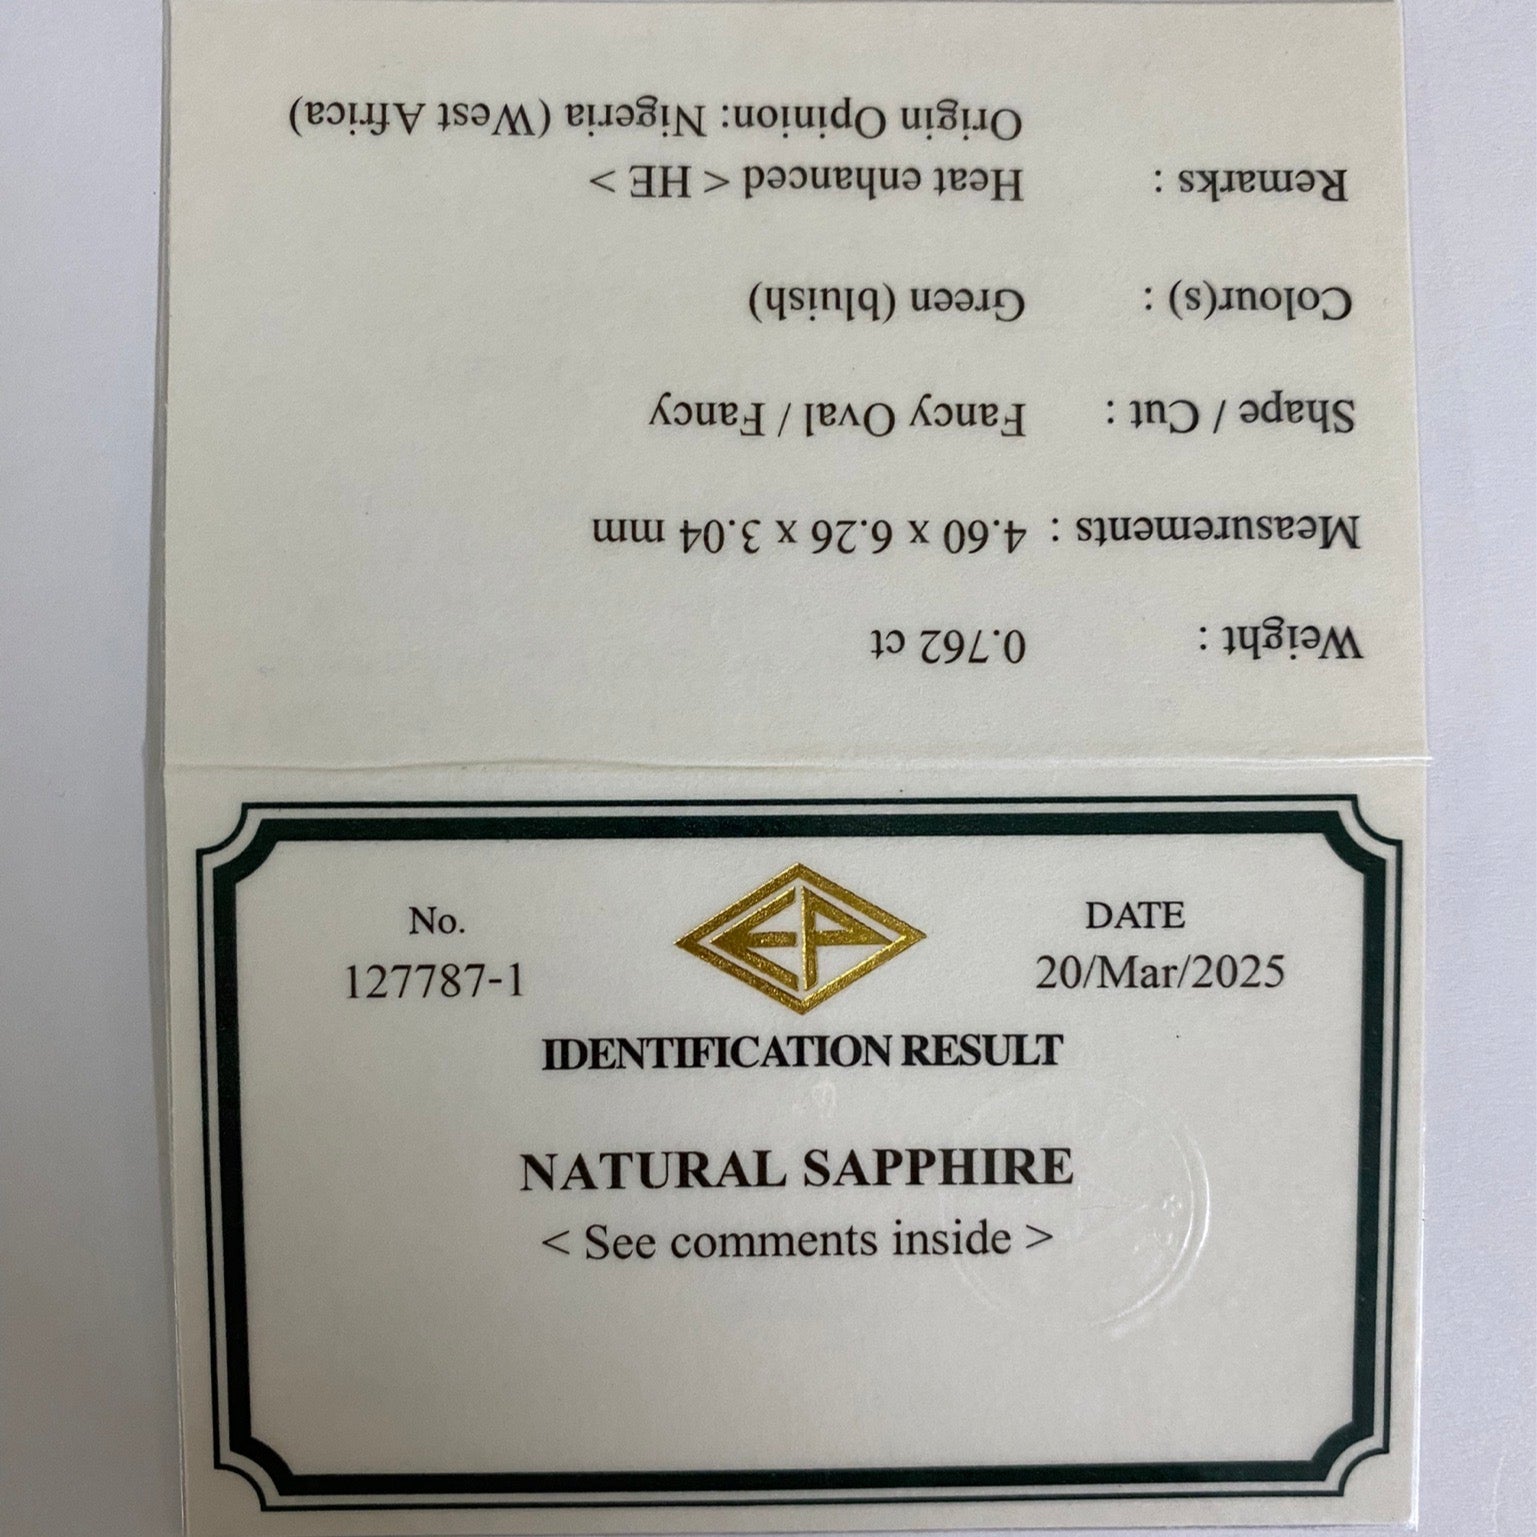 No.
127787-1
EP
DATE
20/Mar/2025
IDENTIFICATION RESULT
NATURAL SAPPHIRE
< See comments inside >
Weight : 0.762 ct
Measurements : 4.60 x 6.26 x 3.04 mm
Shape / Cut : Fancy Oval / Fancy
Colour(s) : Green (bluish)
Remarks : Heat enhanced < HE >
Origin Opinion: Nigeria (West Africa)